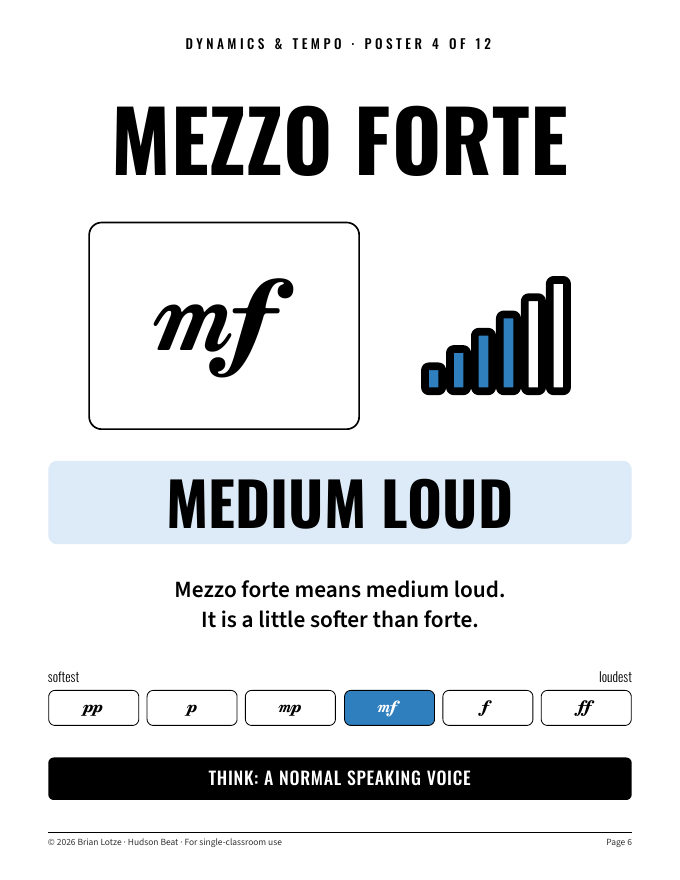 DYNAMICS & TEMPO · POSTER 4 OF 12
MEZZO FORTE
mf
MEDIUM LOUD
Mezzo forte means medium loud.
It is a little softer than forte.
softest loudest
pp p mp mf f ff
THINK: A NORMAL SPEAKING VOICE
© 2026 Brian Lotze · Hudson Beat · For single-classroom use Page 6